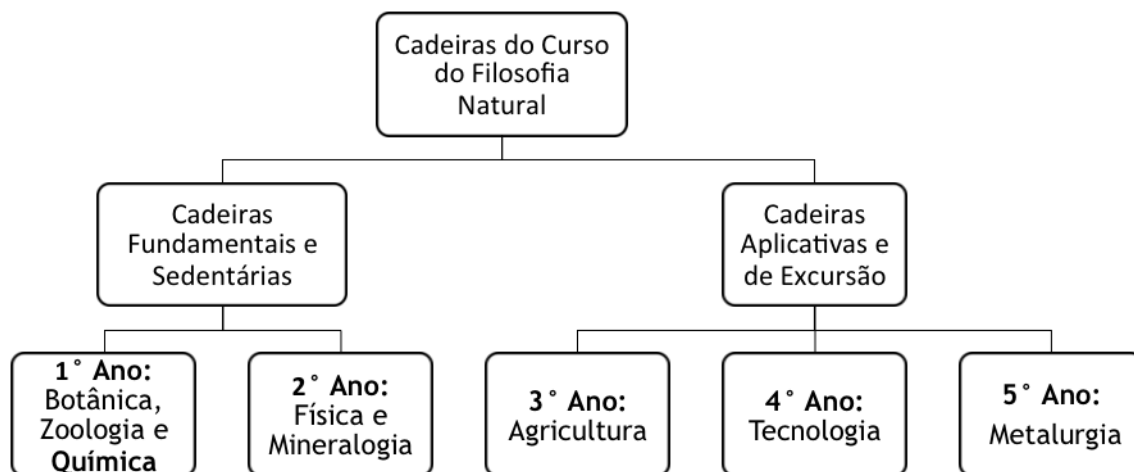 Cadeiras do Curso
do Filosofia
Natural
Cadeiras
Fundamentais e
Sedentárias
Cadeiras
Aplicativas e
de Excursão
1° Ano:
Botânica,
Zoologia e
Química
2° Ano:
Física e
Mineralogia
3° Ano:
Agricultura
4° Ano:
Tecnologia
5° Ano:
Metalurgia